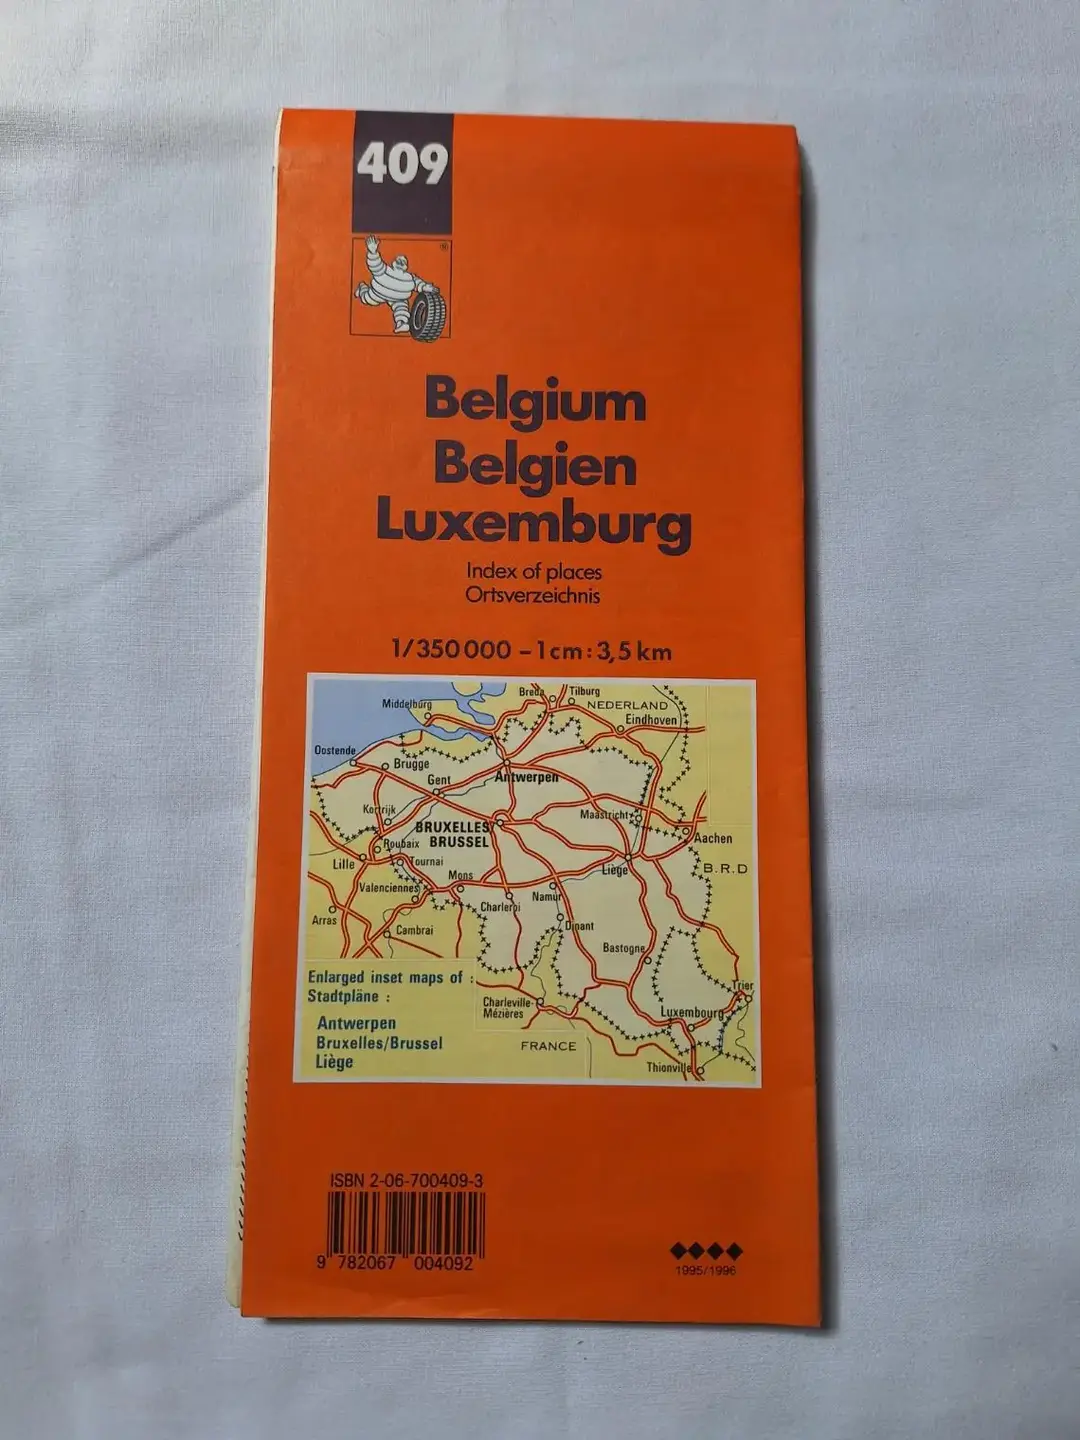 409
®
Belgium
Belgien
Luxemburg
Index of places
Ortsverzeichnis
1/350 000 – 1 cm : 3,5 km
Breda
Tilburg
Middelburg
NEDERLAND
Eindhoven
Oostende
Brugge
Gent
Antwerpen
Kortrijk
Maastricht
BRUXELLES/
BRUSSEL
Aachen
Roubaix
Lille
Tournai
Liège
B.R.D
Mons
Valenciennes
Namur
Charleroi
Arras
Cambrai
Dinant
Bastogne
Enlarged inset maps of :
Stadtpläne :
Trier
Charleville-
Mézières
Luxembourg
Antwerpen
Bruxelles/Brussel
Liège
FRANCE
Thionville
ISBN 2-06-700409-3
9 782067 004092
1995/1996